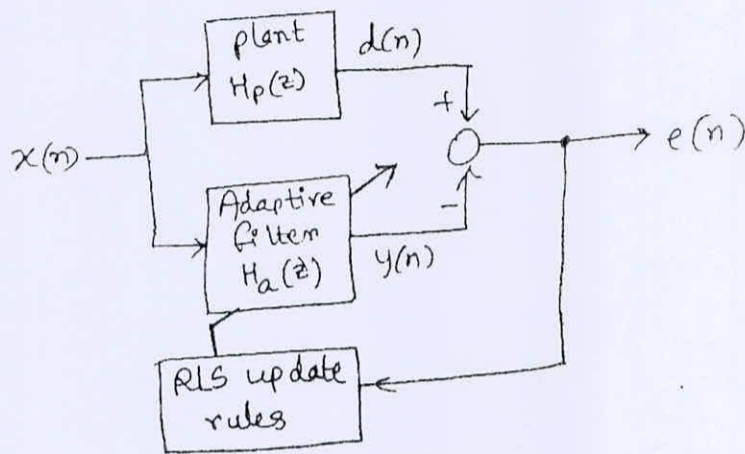 plant
Hp(z)
d(n)
+
x(n)
e(n)
Adaptive
filter
Ha(z)
-
y(n)
RLS update
rules